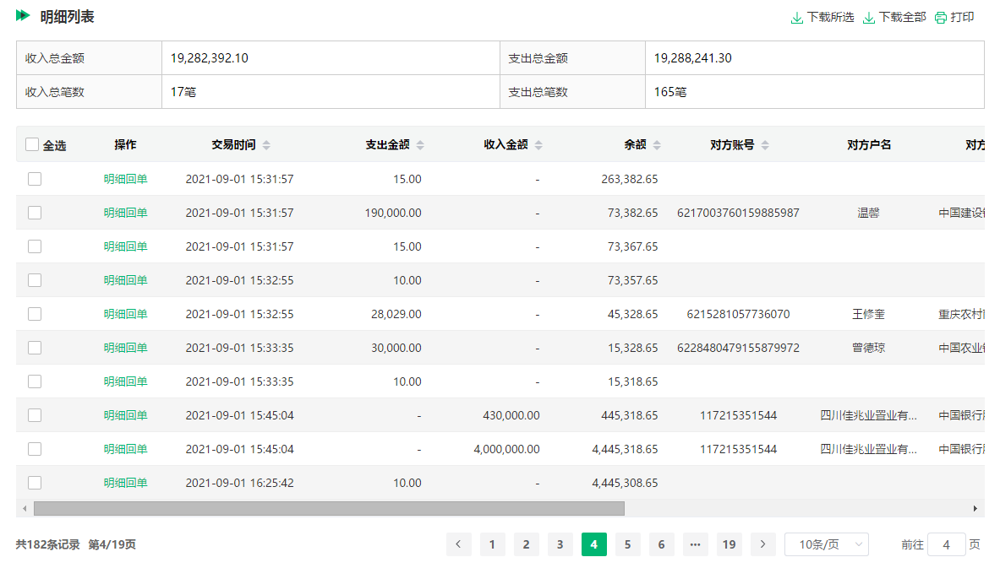 明细列表 下载所选 下载全部 打印
收入总金额 19,282,392.10 支出总金额 19,288,241.30
收入总笔数 17笔 支出总笔数 165笔
全选 操作 交易时间 支出金额 收入金额 余额 对方账号 对方户名 对方
明细回单 2021-09-01 15:31:57 15.00 - 263,382.65
明细回单 2021-09-01 15:31:57 190,000.00 - 73,382.65 6217003760159885987 温馨 中国建设
明细回单 2021-09-01 15:31:57 15.00 - 73,367.65
明细回单 2021-09-01 15:32:55 10.00 - 73,357.65
明细回单 2021-09-01 15:32:55 28,029.00 - 45,328.65 6215281057736070 王修奎 重庆农村
明细回单 2021-09-01 15:33:35 30,000.00 - 15,328.65 6228480479155879972 曾德琼 中国农业
明细回单 2021-09-01 15:33:35 10.00 - 15,318.65
明细回单 2021-09-01 15:45:04 - 430,000.00 445,318.65 117215351544 四川佳兆业置业有... 中国银行
明细回单 2021-09-01 15:45:04 - 4,000,000.00 4,445,318.65 117215351544 四川佳兆业置业有... 中国银行
明细回单 2021-09-01 16:25:42 10.00 - 4,445,308.65
共182条记录 第4/19页 1 2 3 4 5 6 ... 19 10条/页 前往 4 页